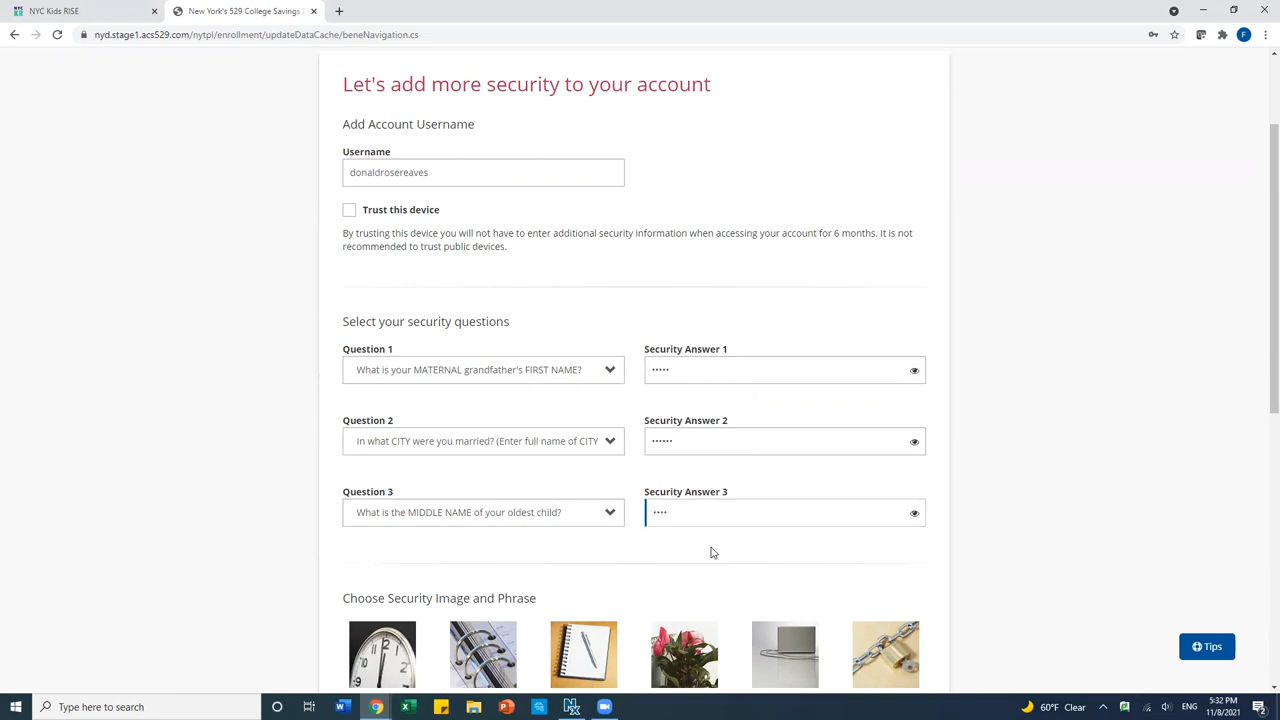 NYC Kids RISE
New York's 529 College Savings
nyd.stage1.acs529.com/nytpl/enrollment/updateDataCache/beneNavigation.cs
F
Let's add more security to your account
Add Account Username
Username
donaldrosereaves
Trust this device
By trusting this device you will not have to enter additional security information when accessing your account for 6 months. It is not
recommended to trust public devices.
Select your security questions
Question 1
Security Answer 1
What is your MATERNAL grandfather's FIRST NAME?
•••••
Question 2
Security Answer 2
In what CITY were you married? (Enter full name of CITY
••••••
Question 3
Security Answer 3
What is the MIDDLE NAME of your oldest child?
••••
Choose Security Image and Phrase
Tips
Type here to search
60°F Clear
ENG
5:32 PM
11/8/2021
2